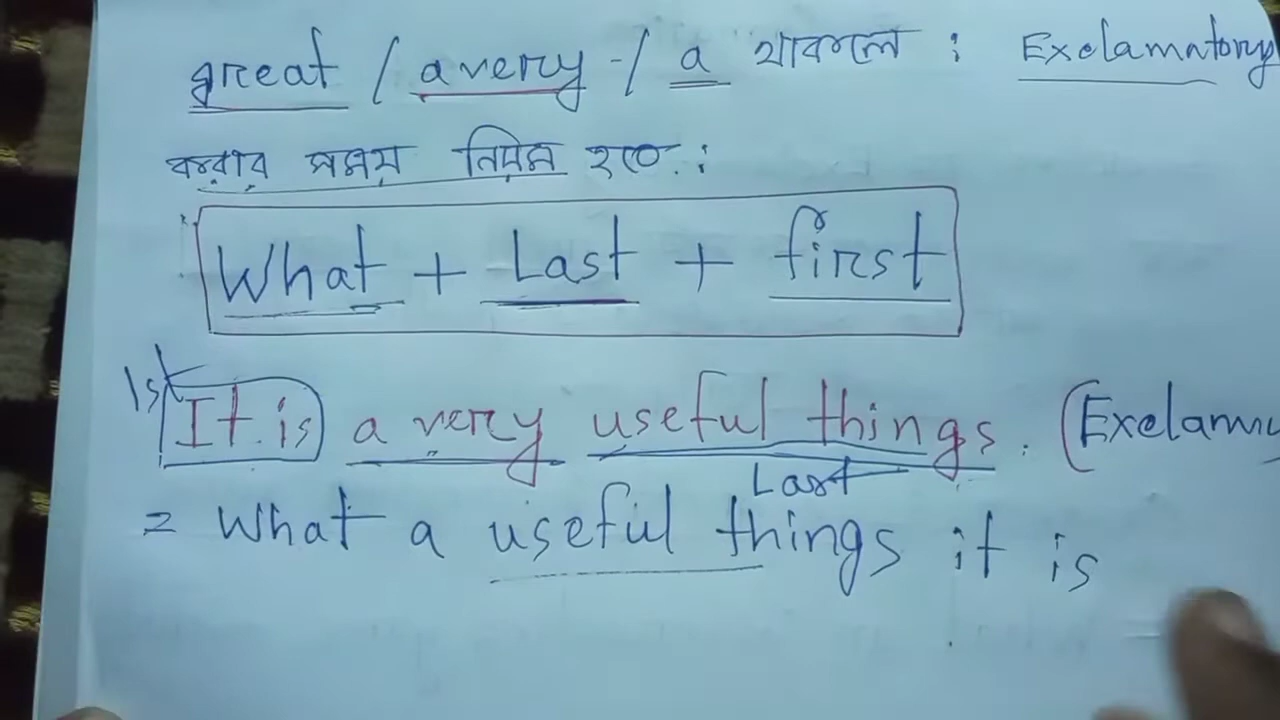 great / a very - / a থাকলে : Exclamatory
করার সময় নিয়ম হবে :
What + Last + first
1st
It is a very useful things. (Exclam
Last
= What a useful things it is